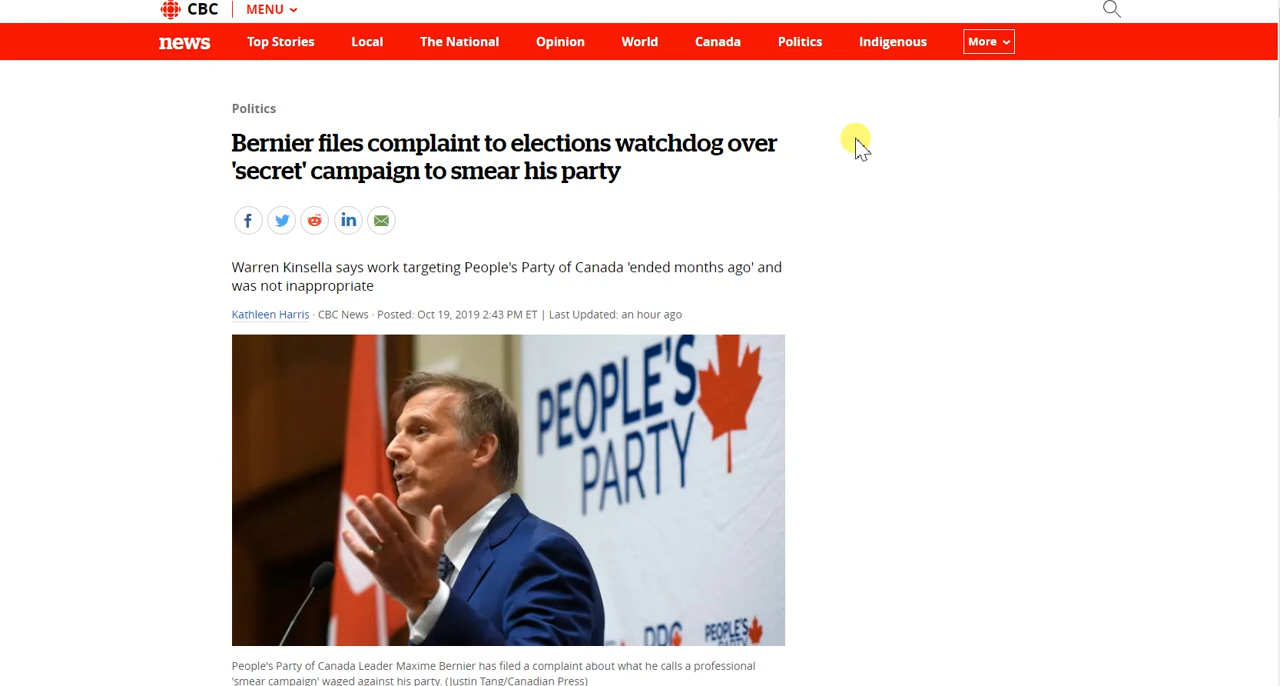 CBC
MENU
news
Top Stories
Local
The National
Opinion
World
Canada
Politics
Indigenous
More
Politics
Bernier files complaint to elections watchdog over
'secret' campaign to smear his party
Warren Kinsella says work targeting People's Party of Canada 'ended months ago' and
was not inappropriate
Kathleen Harris · CBC News · Posted: Oct 19, 2019 2:43 PM ET | Last Updated: an hour ago
PEOPLE'S
PARTY
PPC
PEOPLE'S
PARTY
People's Party of Canada Leader Maxime Bernier has filed a complaint about what he calls a professional
'smear campaign' waged against his party. (Justin Tang/Canadian Press)